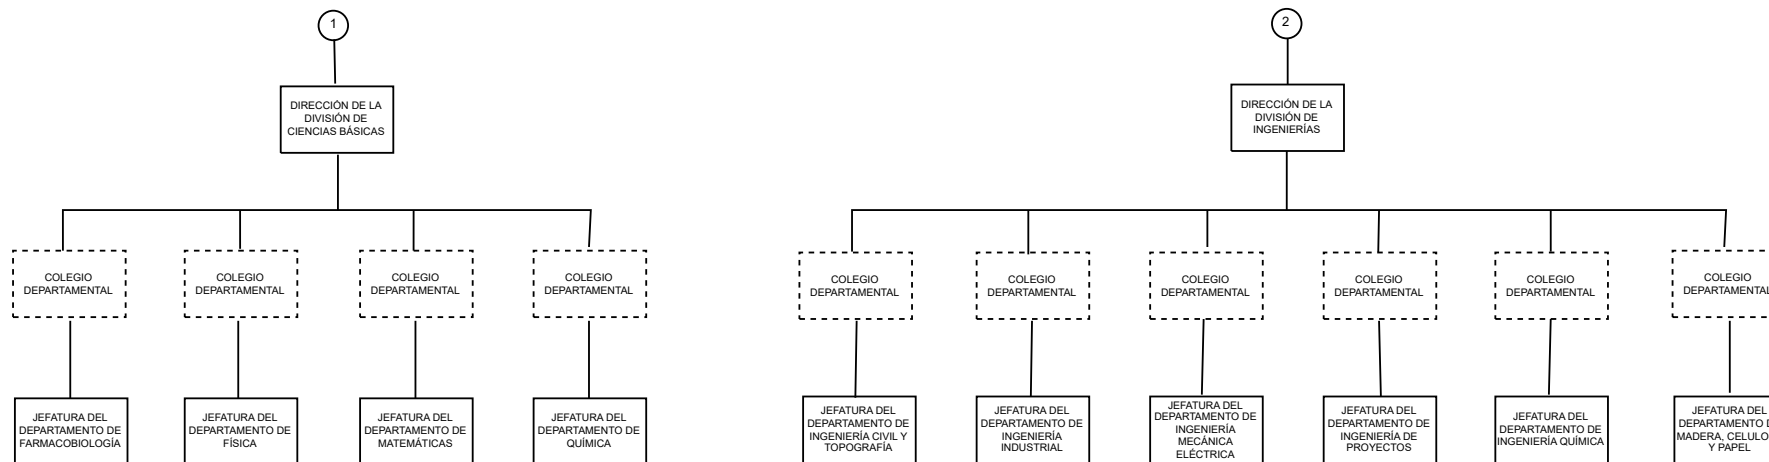 1
DIRECCIÓN DE LA
DIVISIÓN DE
CIENCIAS BÁSICAS
COLEGIO
DEPARTAMENTAL
COLEGIO
DEPARTAMENTAL
COLEGIO
DEPARTAMENTAL
COLEGIO
DEPARTAMENTAL
JEFATURA DEL
DEPARTAMENTO DE
FARMACOBIOLOGÍA
JEFATURA DEL
DEPARTAMENTO DE
FÍSICA
JEFATURA DEL
DEPARTAMENTO DE
MATEMÁTICAS
JEFATURA DEL
DEPARTAMENTO DE
QUÍMICA
2
DIRECCIÓN DE LA
DIVISIÓN DE
INGENIERÍAS
COLEGIO
DEPARTAMENTAL
COLEGIO
DEPARTAMENTAL
COLEGIO
DEPARTAMENTAL
COLEGIO
DEPARTAMENTAL
COLEGIO
DEPARTAMENTAL
COLEGIO
DEPARTAMENTAL
JEFATURA DEL
DEPARTAMENTO DE
INGENIERÍA CIVIL Y
TOPOGRAFÍA
JEFATURA DEL
DEPARTAMENTO DE
INGENIERÍA
INDUSTRIAL
JEFATURA DEL
DEPARTAMENTO DE
INGENIERÍA
MECÁNICA
ELÉCTRICA
JEFATURA DEL
DEPARTAMENTO DE
INGENIERÍA DE
PROYECTOS
JEFATURA DEL
DEPARTAMENTO DE
INGENIERÍA QUÍMICA
JEFATURA DEL
DEPARTAMENTO
MADERA,
Y PAPEL